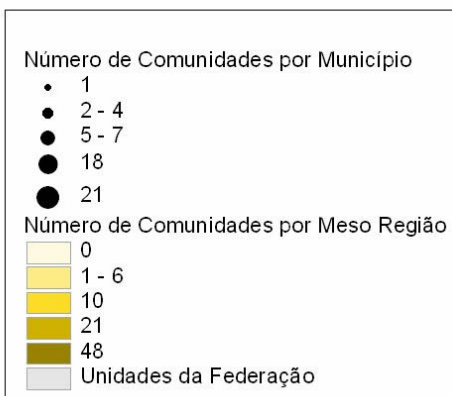 Número de Comunidades por Município
1
2 - 4
5 - 7
18
21
Número de Comunidades por Meso Região
0
1 - 6
10
21
48
Unidades da Federação